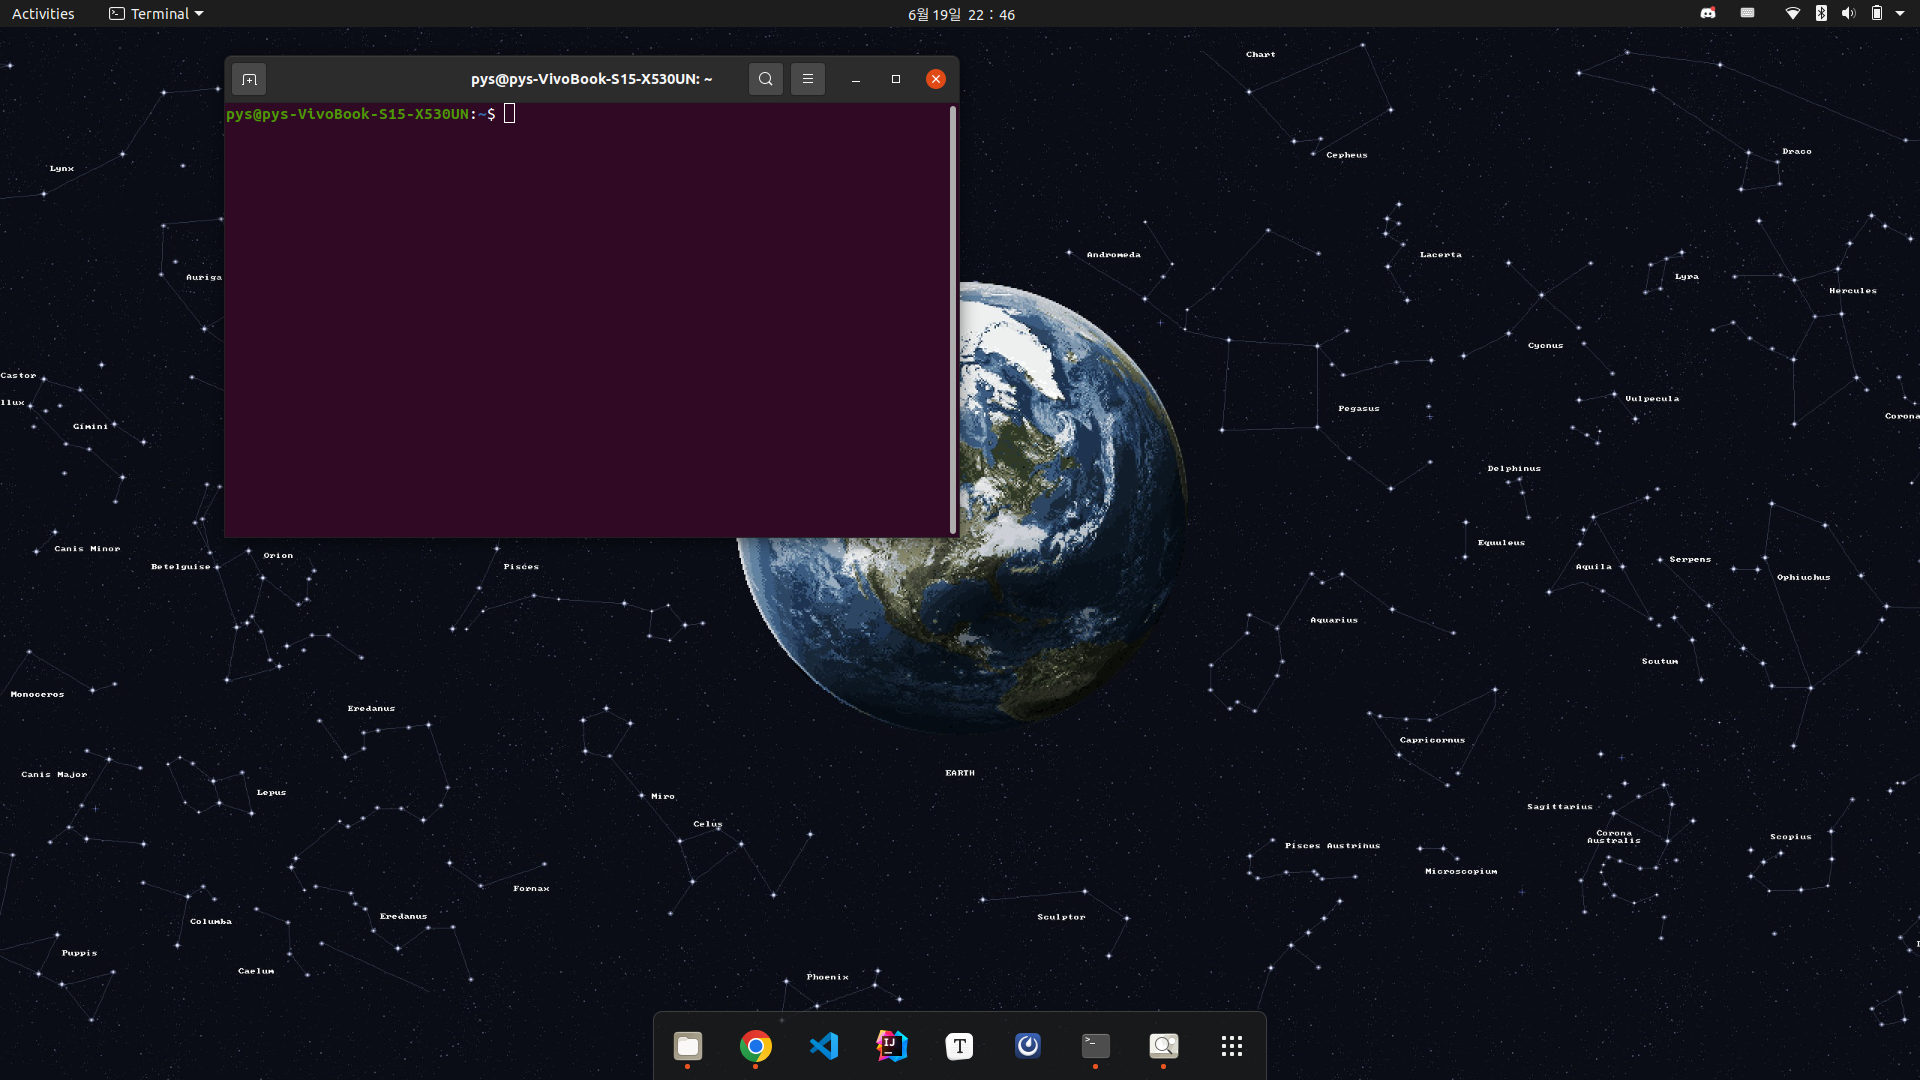 Activities
Terminal
6월 19일 22 : 46
pys@pys-VivoBook-S15-X530UN: ~
pys@pys-VivoBook-S15-X530UN:~$
Chart
Cepheus
Draco
Lynx
Andromeda
Lacerta
Lyra
Hercules
Auriga
Cycnus
Castor
llux
Gimini
Pegasus
Vulpecula
Corona
Delphinus
Canis Minor
Orion
Betelguise
Pisces
Equuleus
Aquila
Serpens
Ophiuchus
Aquarius
Scutum
Monoceros
Eredanus
Capricornus
Canis Major
Lepus
EARTH
Miro
Celus
Sagittarius
Corona
Australis
Scopius
Pisces Austrinus
Microscopium
Fornax
Columba
Eredanus
Sculptor
Puppis
Caelum
Phoenix
IJ
T